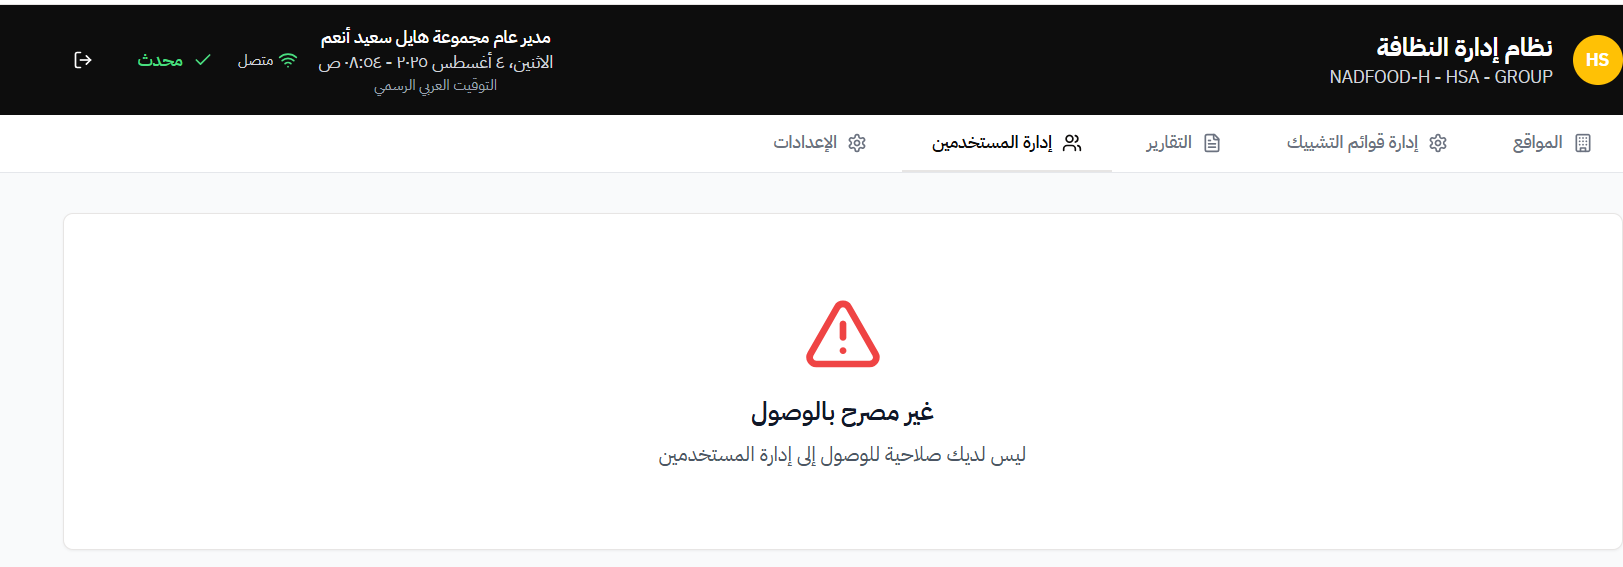 HS
نظام إدارة النظافة
NADFOOD-H - HSA - GROUP
مدير عام مجموعة هايل سعيد أنعم
الاثنين، ٤ أغسطس ٢٠٢٥ - ٠٨:٥٤ ص
التوقيت العربي الرسمي
متصل
محدث
المواقع
إدارة قوائم التشييك
التقارير
إدارة المستخدمين
الإعدادات
غير مصرح بالوصول
ليس لديك صلاحية للوصول إلى إدارة المستخدمين